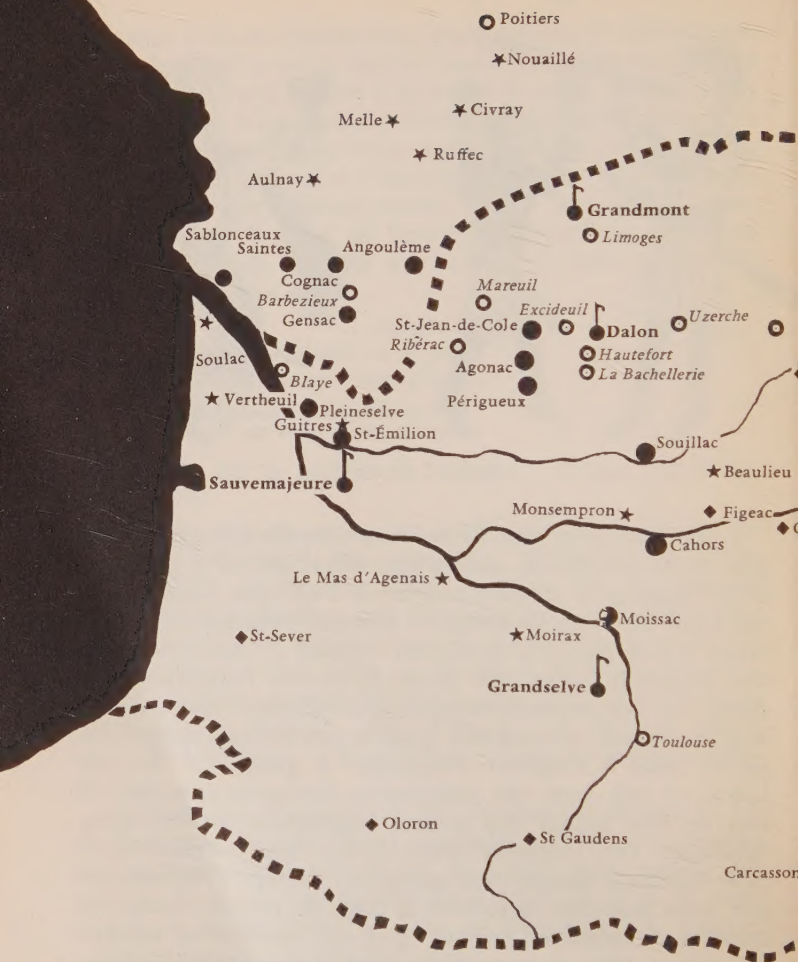 Poitiers
Nouaillé
Melle
Civray
Ruffec
Aulnay
Grandmont
Limoges
Sablonceaux
Saintes
Angoulême
Cognac
Barbezieux
Gensac
Mareuil
Excideuil
St-Jean-de-Cole
Ribérac
Dalon
Uzerche
Hautefort
La Bachellerie
Agonac
Périgueux
Soulac
Blaye
Vertheuil
Pleineselve
Guitres
St-Émilion
Souillac
Beaulieu
Sauvemajeure
Monsempron
Figeac
Cahors
Le Mas d'Agenais
Moissac
St-Sever
Moirax
Grandselve
Toulouse
Oloron
St Gaudens
Carcasson